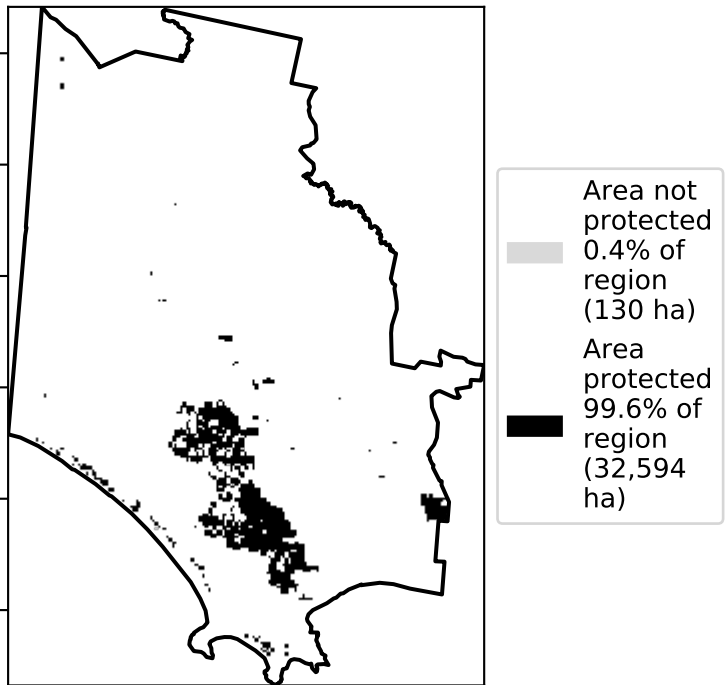 Area not
protected
0.4% of
region
(130 ha)
Area
protected
99.6% of
region
(32,594
ha)